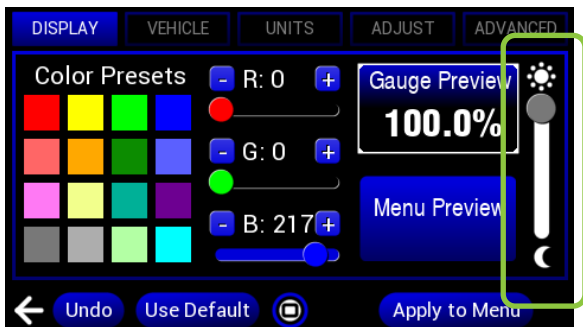 DISPLAY VEHICLE UNITS ADJUST ADVANCED
Color Presets
- R: 0 +
- G: 0 +
- B: 217 +
Gauge Preview
100.0%
Menu Preview
Undo Use Default Apply to Menu